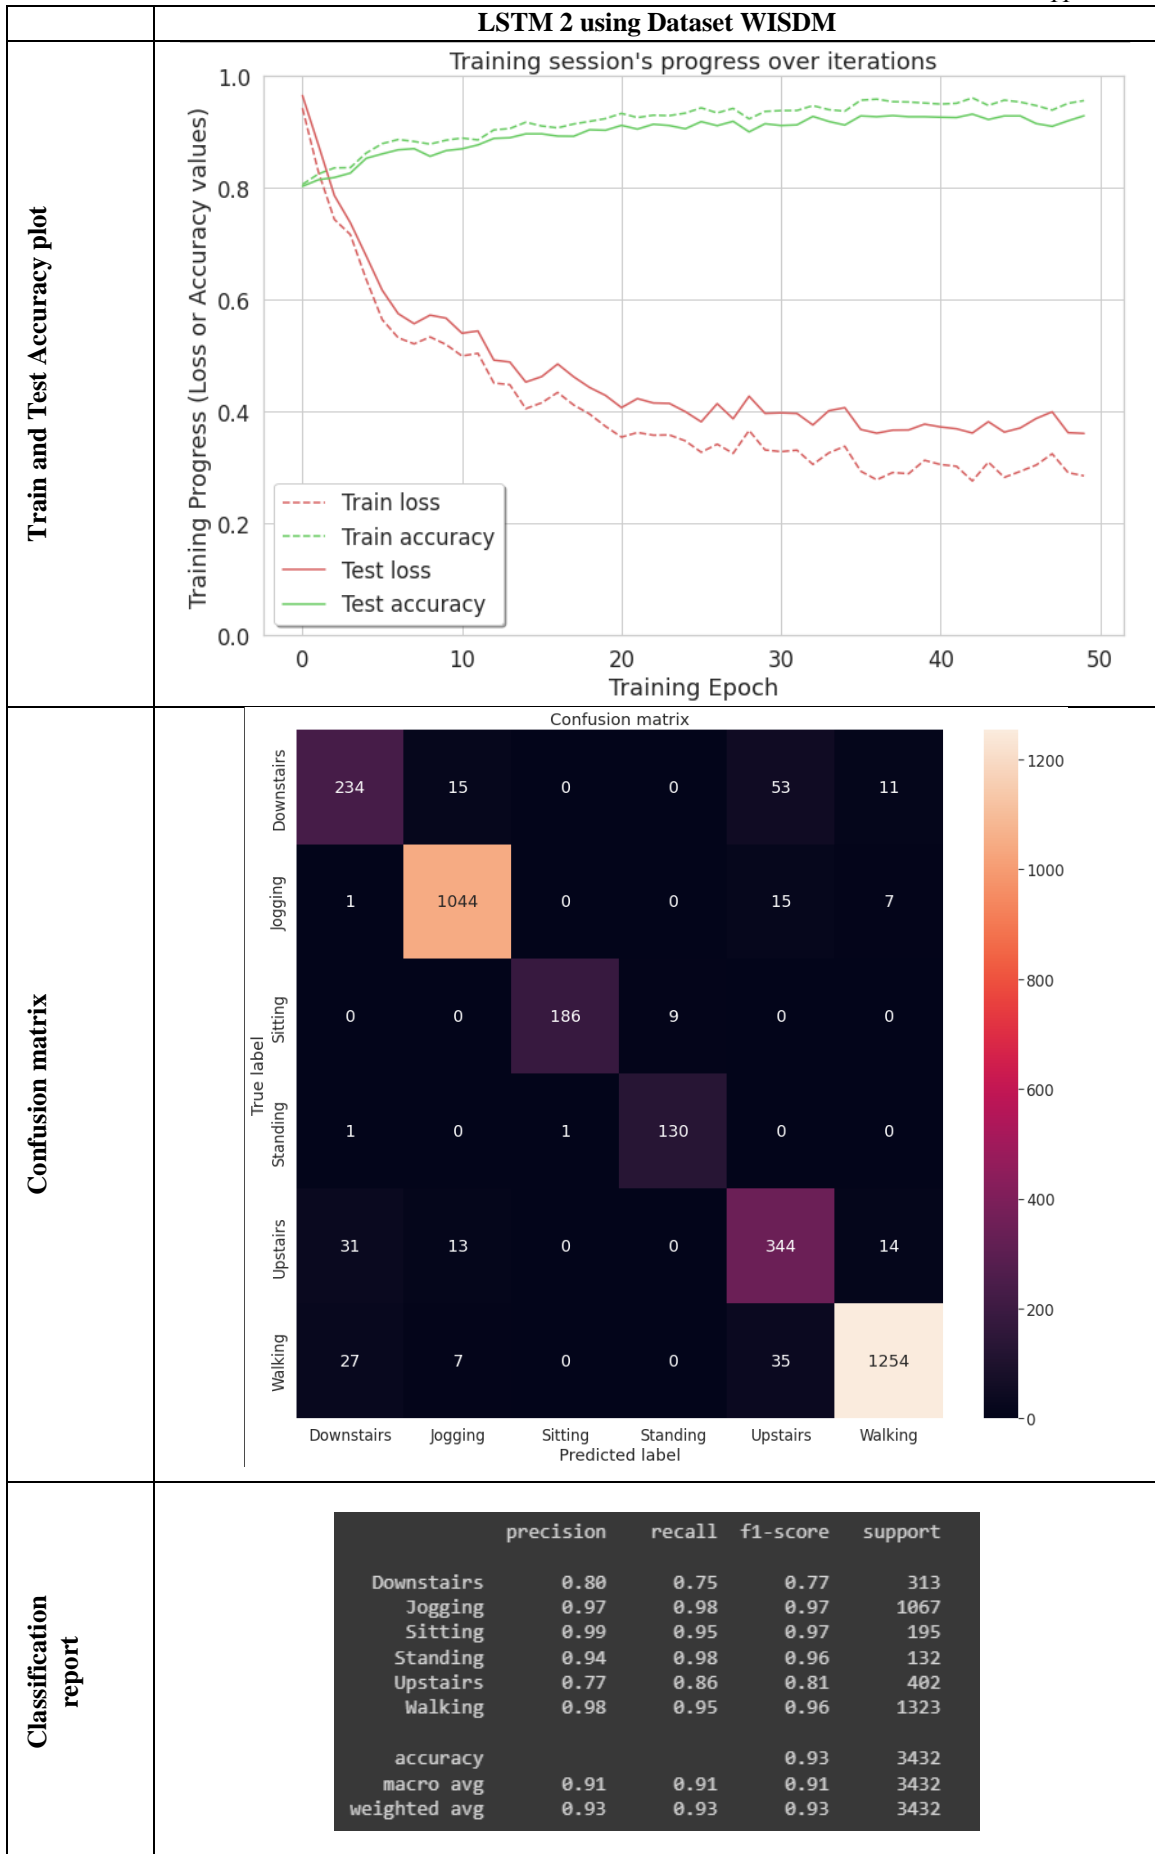 LSTM 2 using Dataset WISDM
Train and Test Accuracy plot
Training session's progress over iterations
Training Progress (Loss or Accuracy values)
1.0
0.8
0.6
0.4
0.2
0.0
Train loss
Train accuracy
Test loss
Test accuracy
0 10 20 30 40 50
Training Epoch
Confusion matrix
Confusion matrix
True label
Downstairs 234 15 0 0 53 11
Jogging 1 1044 0 0 15 7
Sitting 0 0 186 9 0 0
Standing 1 0 1 130 0 0
Upstairs 31 13 0 0 344 14
Walking 27 7 0 0 35 1254
Downstairs Jogging Sitting Standing Upstairs Walking
Predicted label
1200
1000
800
600
400
200
0
Classification
report
precision recall f1-score support
Downstairs 0.80 0.75 0.77 313
Jogging 0.97 0.98 0.97 1067
Sitting 0.99 0.95 0.97 195
Standing 0.94 0.98 0.96 132
Upstairs 0.77 0.86 0.81 402
Walking 0.98 0.95 0.96 1323
accuracy 0.93 3432
macro avg 0.91 0.91 0.91 3432
weighted avg 0.93 0.93 0.93 3432